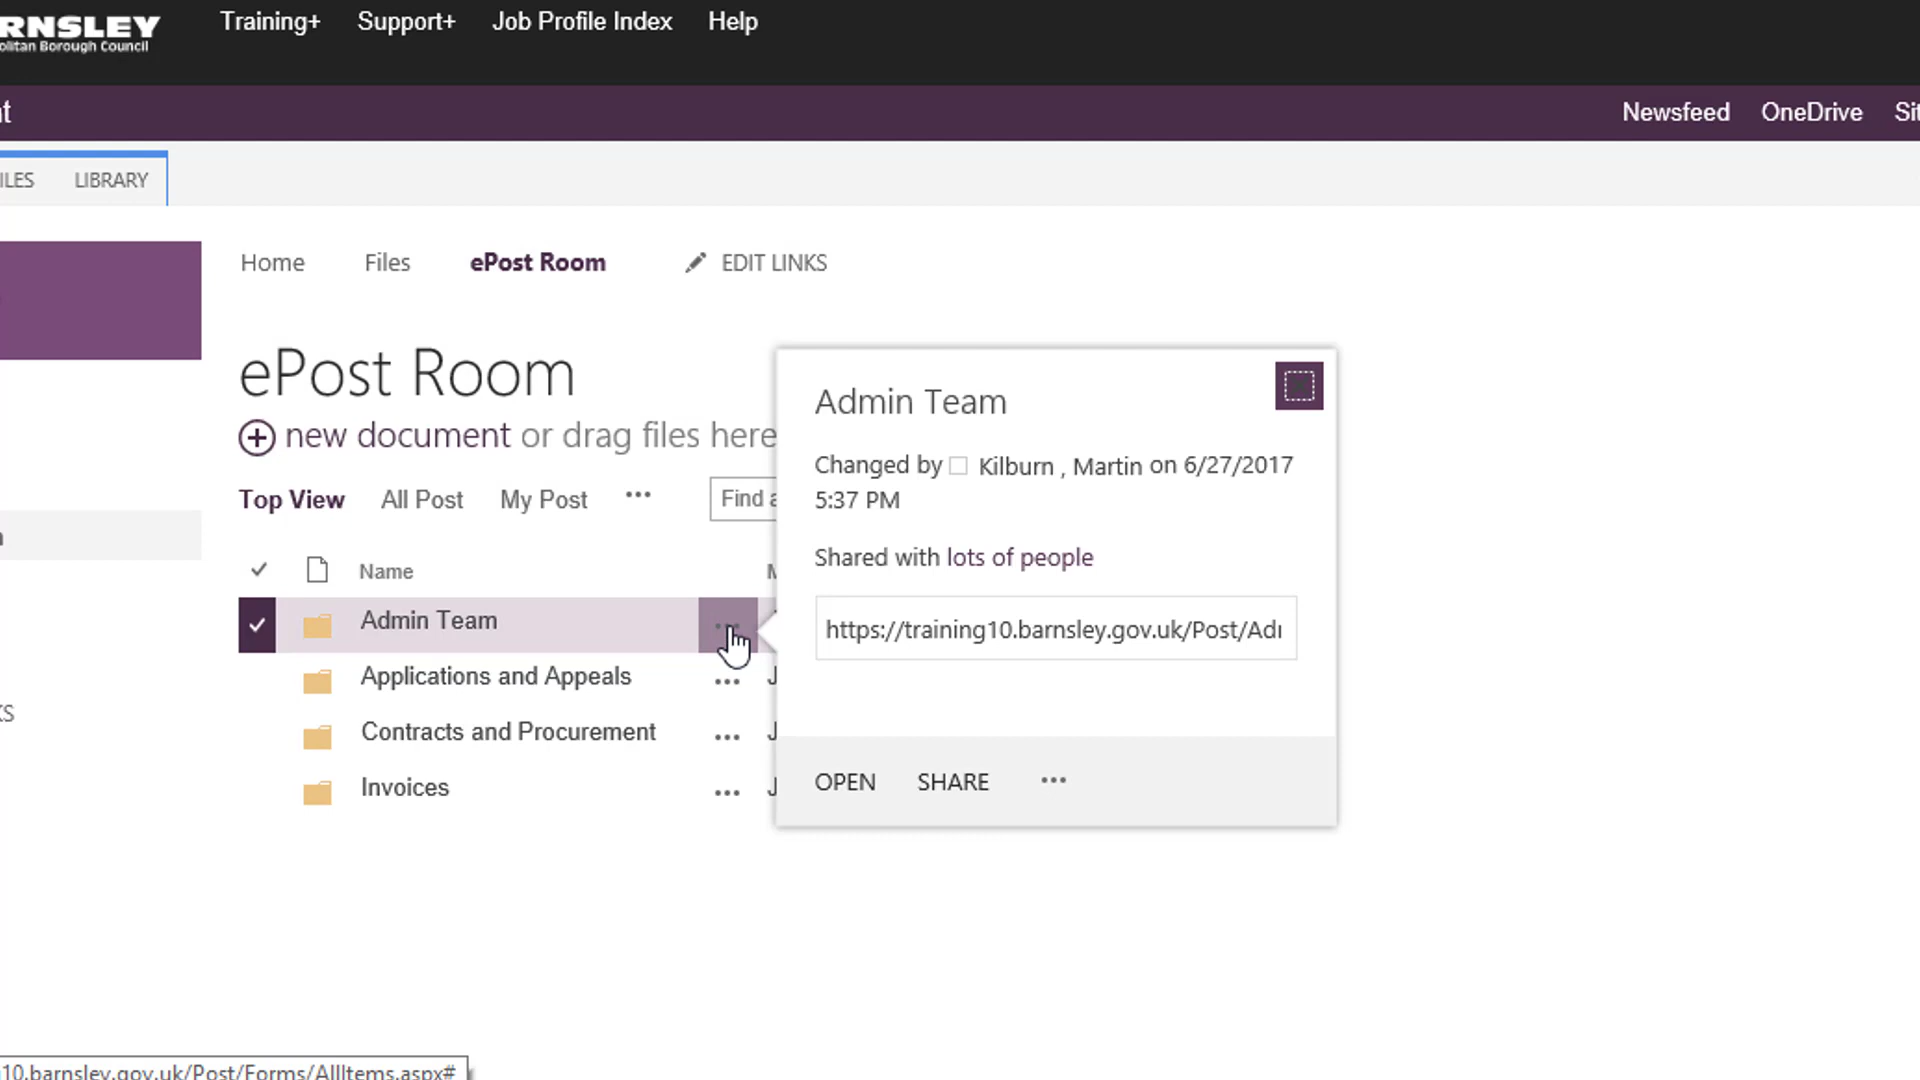 RNSLEY
olitan Borough Council
Training+ Support+ Job Profile Index Help
t Newsfeed OneDrive Sit
ILES LIBRARY
Home Files ePost Room EDIT LINKS
ePost Room
new document or drag files here
Top View All Post My Post ... Find a
Name M
Admin Team ...
Applications and Appeals ... J
Contracts and Procurement ... J
Invoices ... J
KS
Admin Team
Changed by Kilburn , Martin on 6/27/2017
5:37 PM
Shared with lots of people
https://training10.barnsley.gov.uk/Post/Adı
OPEN SHARE ...
10.barnsley.gov.uk/Post/Forms/AllItems.aspx#